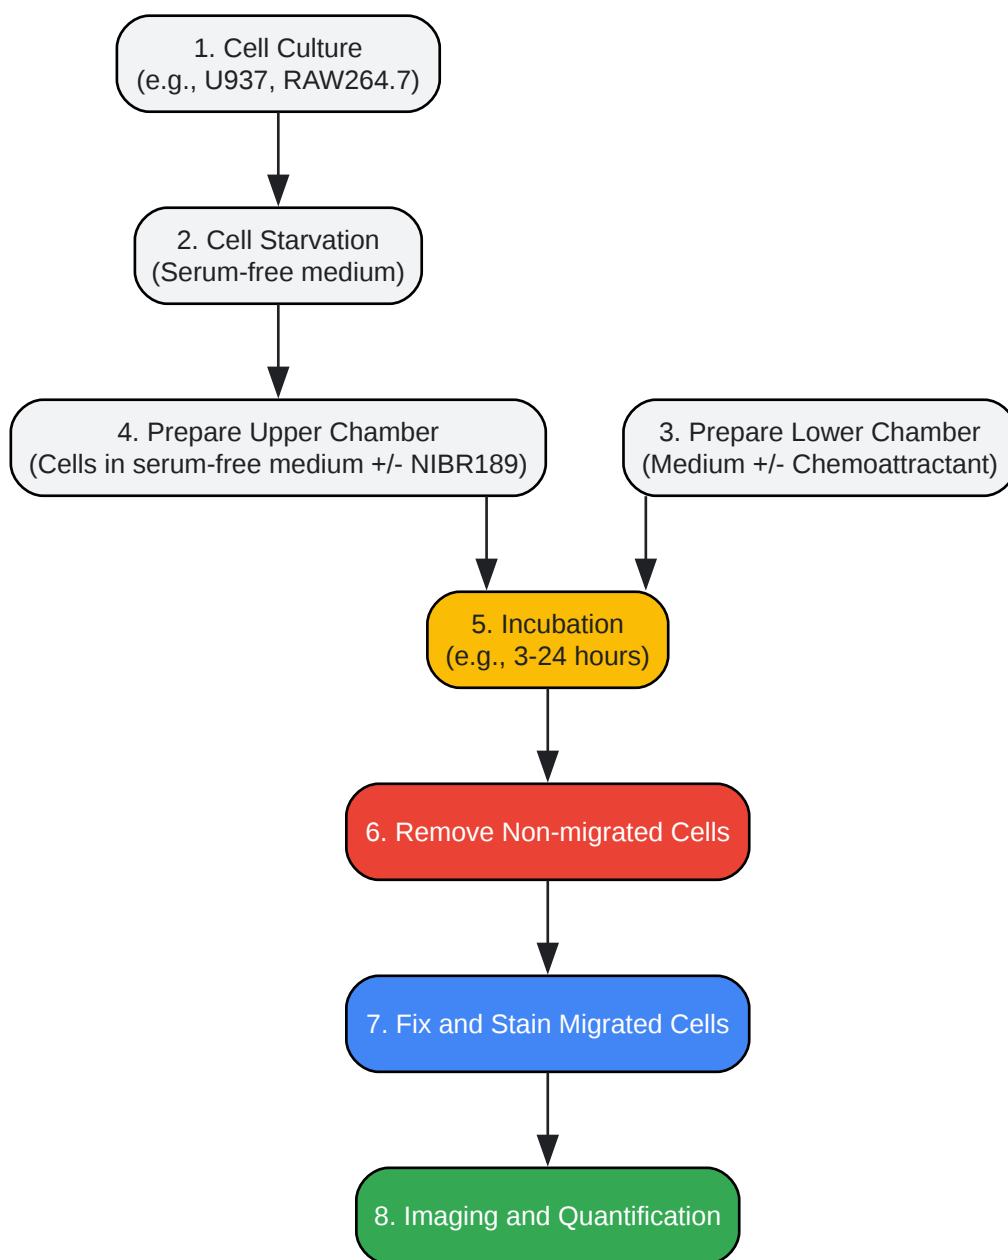 1. Cell Culture
(e.g., U937, RAW264.7)
2. Cell Starvation
(Serum-free medium)
4. Prepare Upper Chamber
(Cells in serum-free medium +/- NIBR189)
3. Prepare Lower Chamber
(Medium +/- Chemoattractant)
5. Incubation
(e.g., 3-24 hours)
6. Remove Non-migrated Cells
7. Fix and Stain Migrated Cells
8. Imaging and Quantification